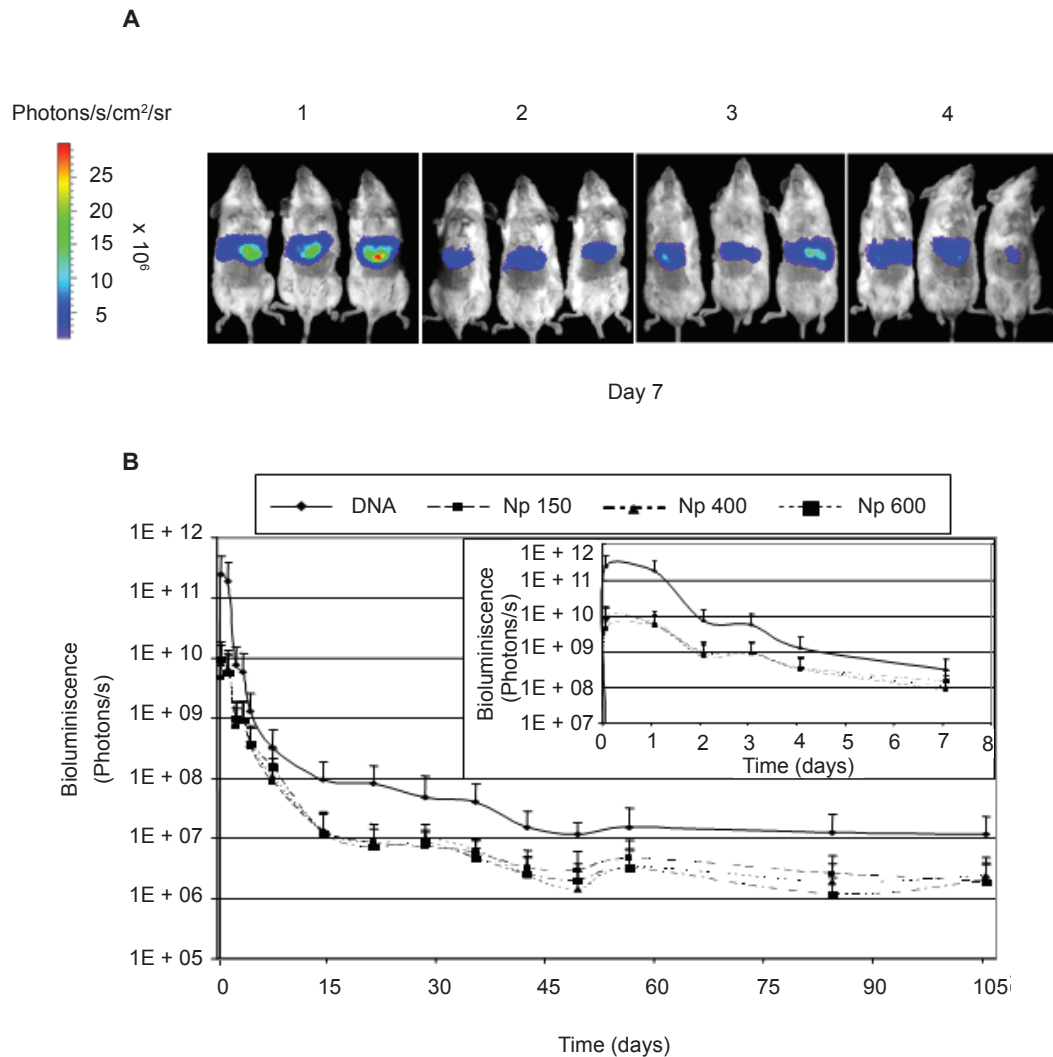 A
Photons/s/cm²/sr 1 2 3 4
25
20
15
10
5
x 10⁶
Day 7
B
DNA Np 150 Np 400 Np 600
1E + 12
1E + 11
1E + 10
1E + 09
1E + 08
1E + 07
1E + 06
1E + 05
Bioluminiscence
(Photons/s)
0 15 30 45 60 75 90 105
Time (days)
1E + 12
1E + 11
1E + 10
1E + 09
1E + 08
1E + 07
Bioluminiscence
(Photons/s)
0 1 2 3 4 5 6 7 8
Time (days)